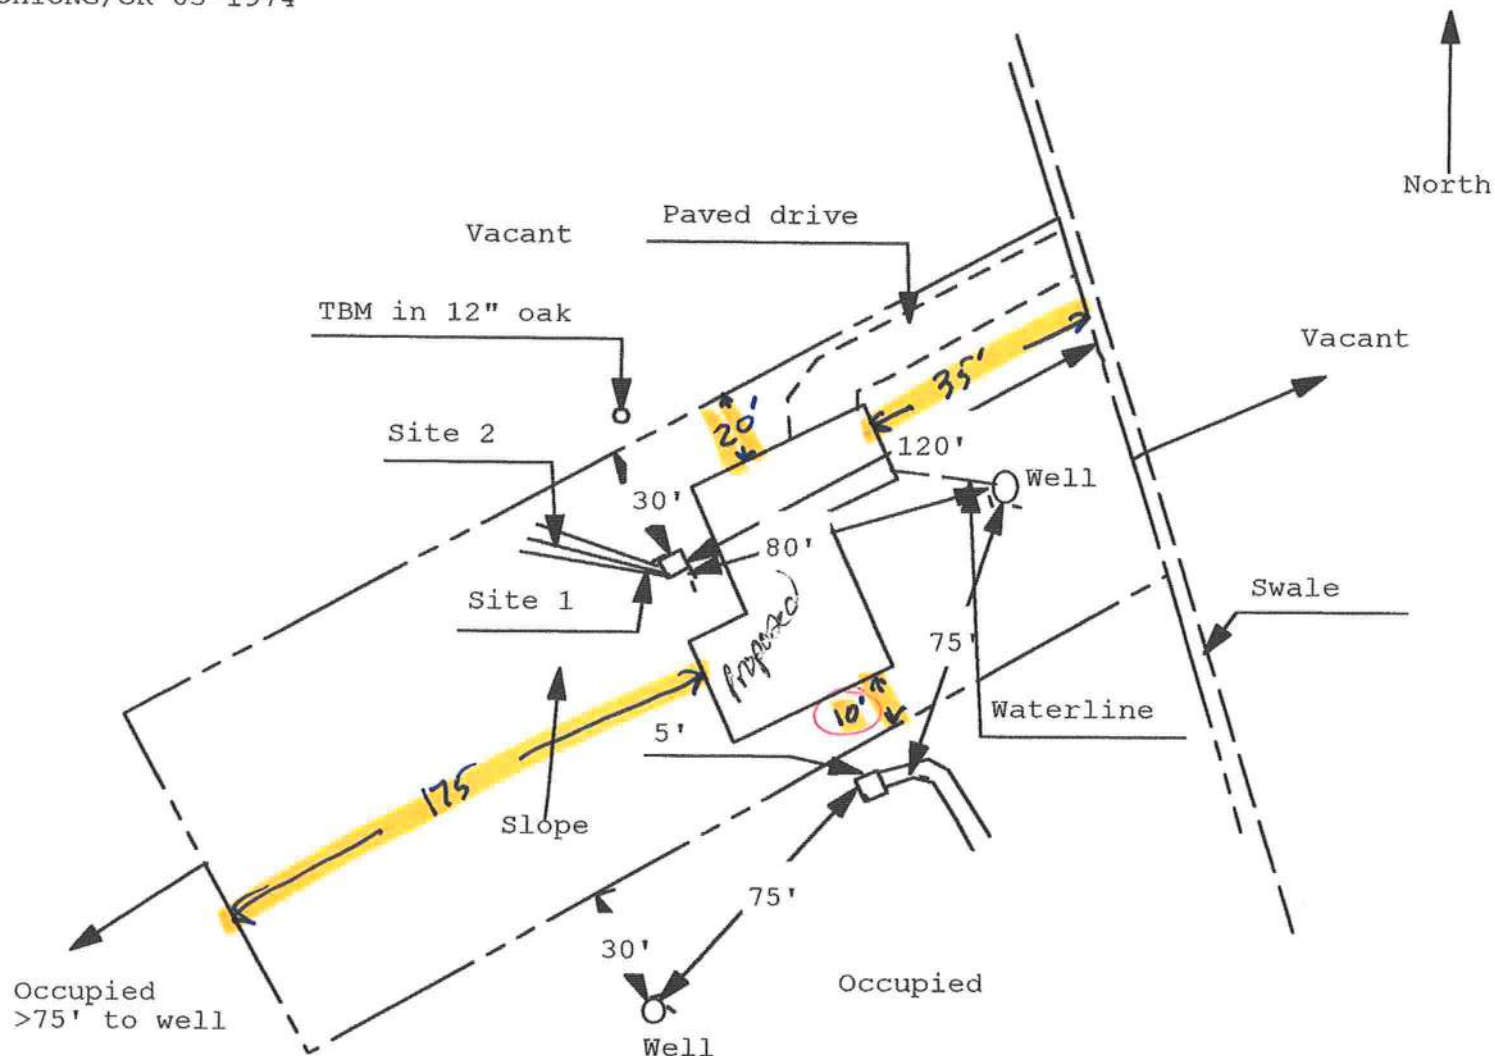 North
Paved drive
Vacant
TBM in 12" oak
Vacant
35'
20'
Site 2
120'
Well
30'
80'
Site 1
Swale
Proposed
75'
10'
Waterline
5'
175
Slope
75'
30'
Occupied
Occupied
>75' to well
Well